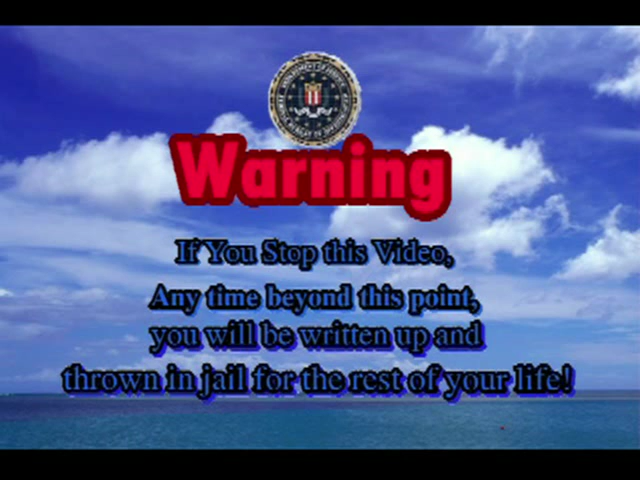 Warning
If You Stop this Video,
Any time beyond this point,
you will be written up and
thrown in jail for the rest of your life!